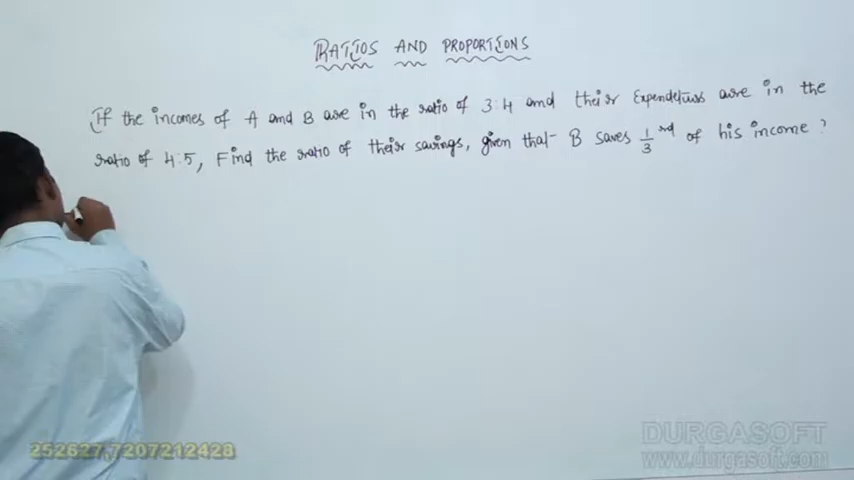 RATIOS AND PROPORTIONS
If the incomes of A and B are in the ratio of 3:4 and their Expenditures are in the
ratio of 4:5, Find the ratio of their savings, given that B saves 1/3 rd of his income?
252627,7207212428
DURGASOFT
www.durgasoft.com